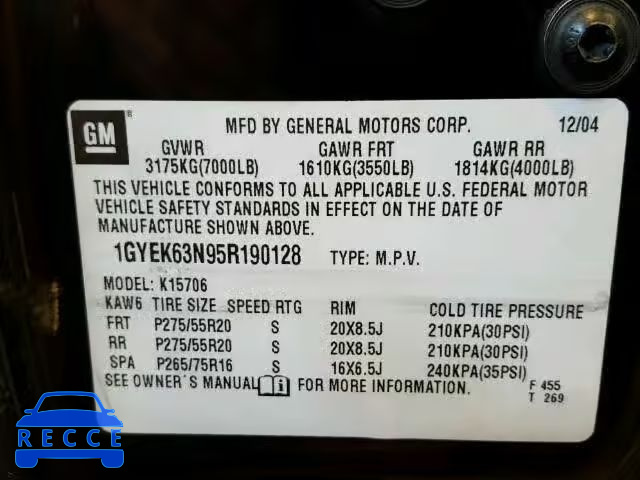 GM
MFD BY GENERAL MOTORS CORP. 12/04
GVWR GAWR FRT GAWR RR
3175KG(7000LB) 1610KG(3550LB) 1814KG(4000LB)
THIS VEHICLE CONFORMS TO ALL APPLICABLE U.S. FEDERAL MOTOR
VEHICLE SAFETY STANDARDS IN EFFECT ON THE DATE OF
MANUFACTURE SHOWN ABOVE.
1GYEK63N95R190128 TYPE: M.P.V.
MODEL: K15706
KAW6 TIRE SIZE SPEED RTG RIM COLD TIRE PRESSURE
FRT P275/55R20 S 20X8.5J 210KPA(30PSI)
RR P275/55R20 S 20X8.5J 210KPA(30PSI)
SPA P265/75R16 S 16X6.5J 240KPA(35PSI)
SEE OWNER'S MANUAL FOR MORE INFORMATION.
F 455
T 269
RECCE